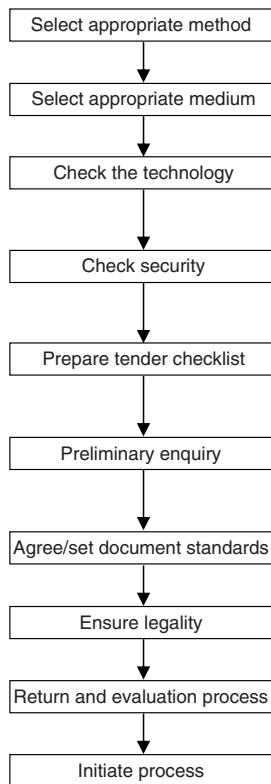 Select appropriate method
Select appropriate medium
Check the technology
Check security
Prepare tender checklist
Preliminary enquiry
Agree/set document standards
Ensure legality
Return and evaluation process
Initiate process